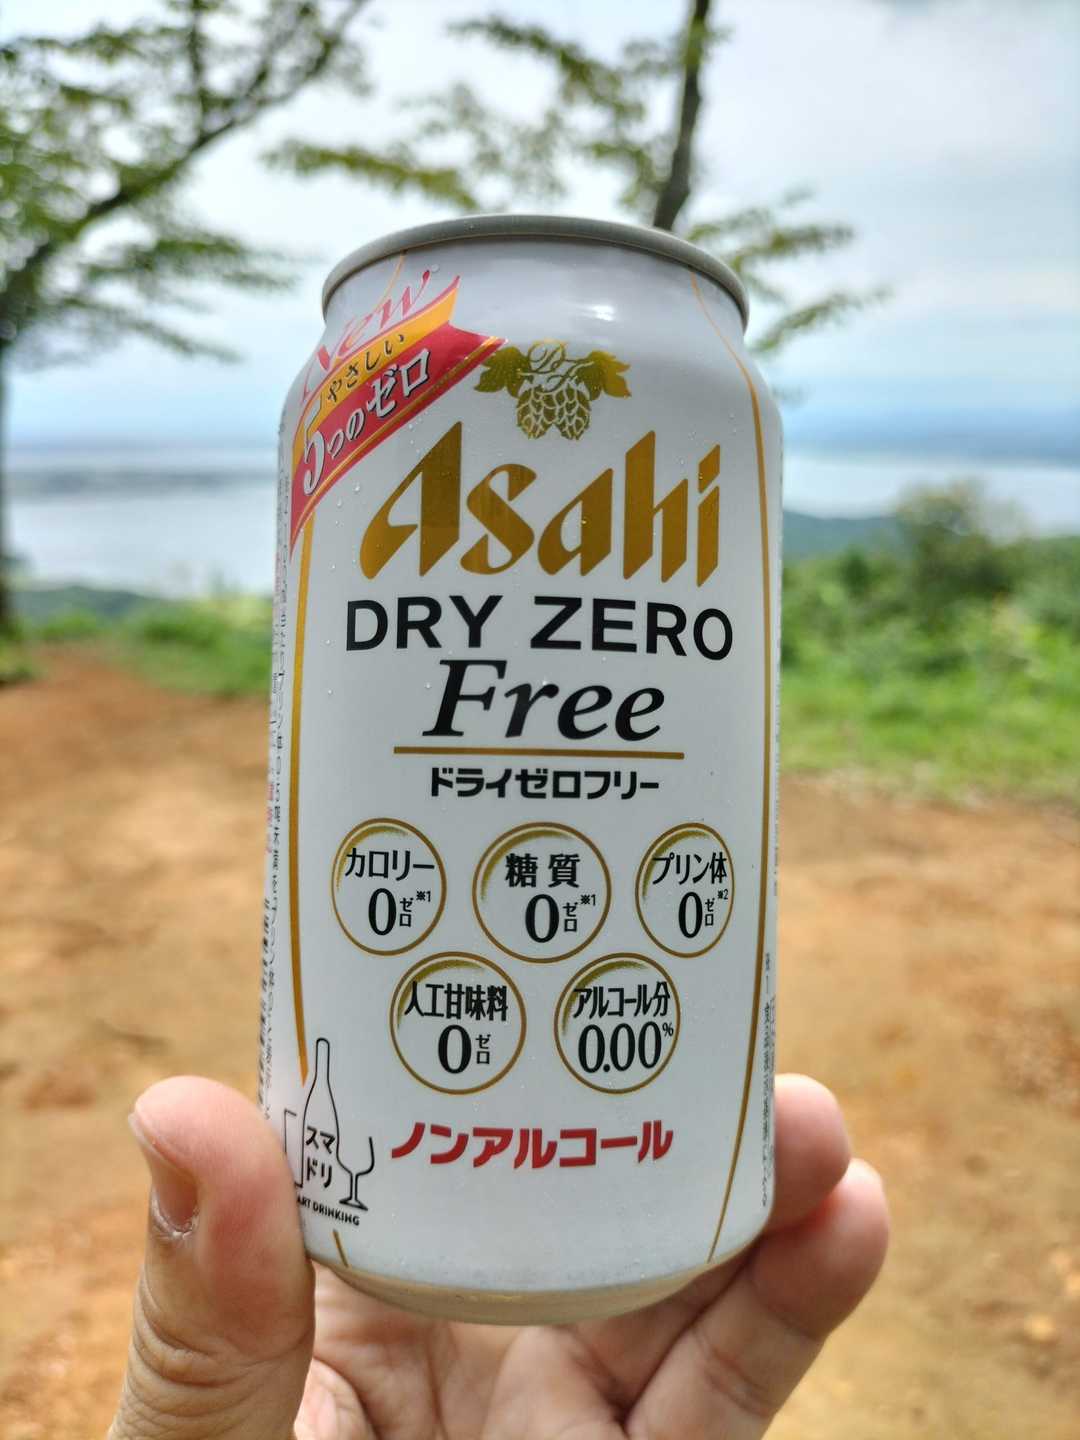 New
やさしい
5つのゼロ
Asahi
DRY ZERO
Free
ドライゼロフリー
カロリー
0ゼロ※1
糖質
0ゼロ※1
プリン体
0ゼロ※2
人工甘味料
0ゼロ
アルコール分
0.00%
ノンアルコール
スマ
ドリ
ART DRINKING